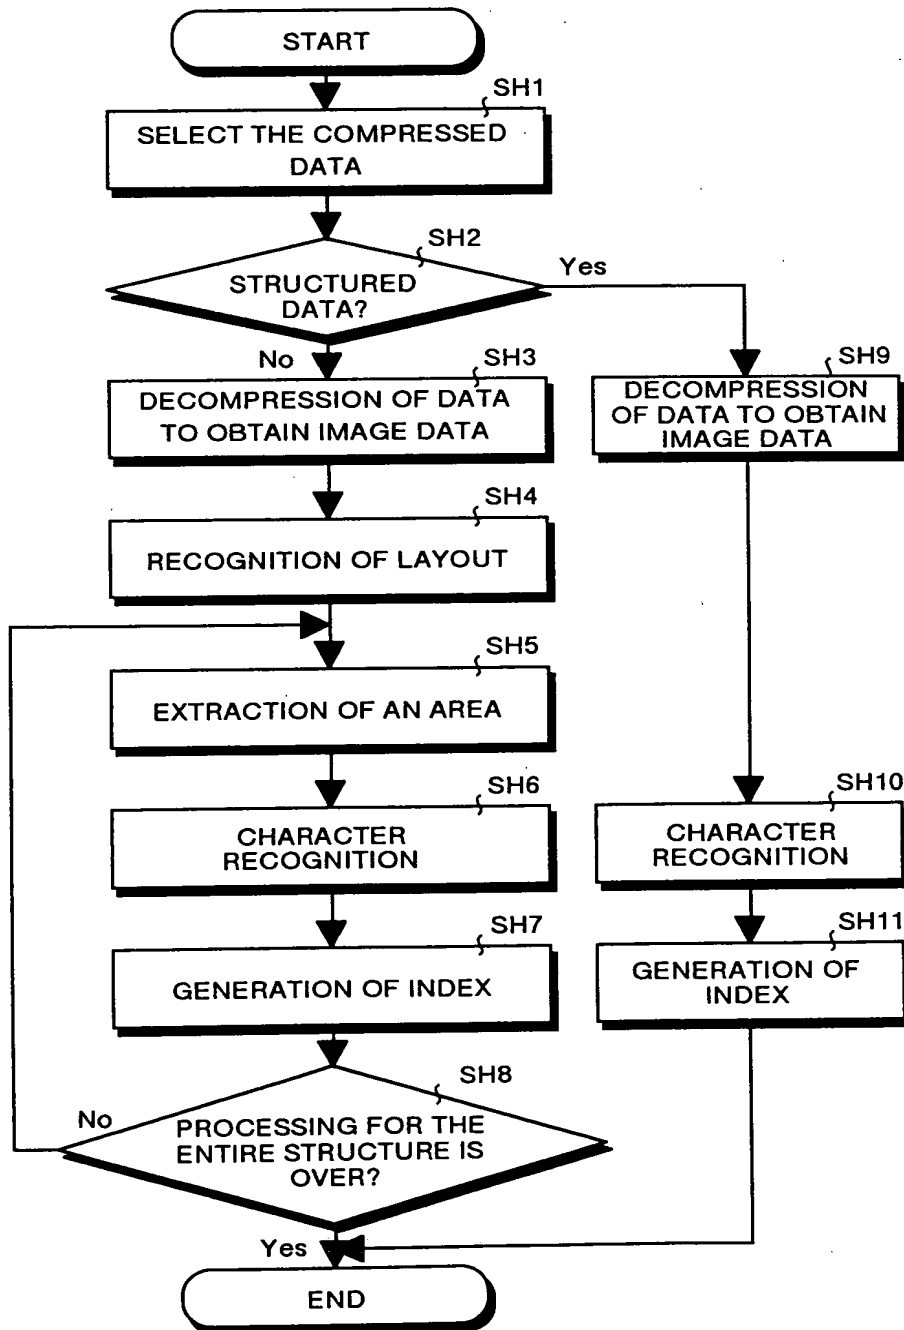 START
SH1
SELECT THE COMPRESSED
DATA
SH2
STRUCTURED
DATA?
Yes
No
SH3
DECOMPRESSION OF DATA
TO OBTAIN IMAGE DATA
SH9
DECOMPRESSION
OF DATA TO OBTAIN
IMAGE DATA
SH4
RECOGNITION OF LAYOUT
SH5
EXTRACTION OF AN AREA
SH6
CHARACTER
RECOGNITION
SH10
CHARACTER
RECOGNITION
SH7
GENERATION OF INDEX
SH11
GENERATION OF
INDEX
SH8
No
PROCESSING FOR THE
ENTIRE STRUCTURE IS
OVER?
Yes
END